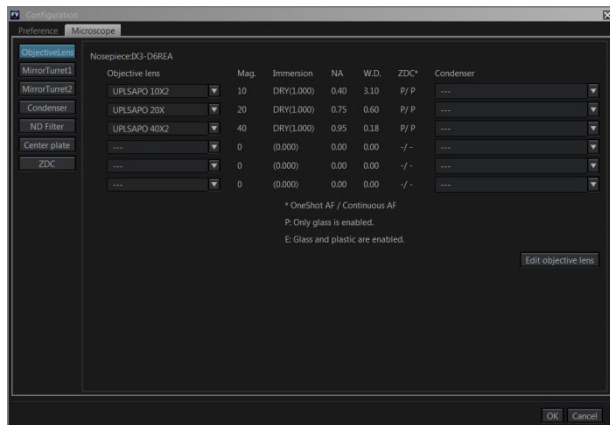 FV Configuration
Preference Microscope
ObjectiveLens
MirrorTurret1
MirrorTurret2
Condenser
ND Filter
Center plate
ZDC
Nosepiece:IX3-D6REA
Objective lens Mag. Immersion NA W.D. ZDC* Condenser
UPLSAPO 10X2 10 DRY(1.000) 0.40 3.10 P/ P ---
UPLSAPO 20X 20 DRY(1.000) 0.75 0.60 P/ P ---
UPLSAPO 40X2 40 DRY(1.000) 0.95 0.18 P/ P ---
--- 0 (0.000) 0.00 0.00 -/ - ---
--- 0 (0.000) 0.00 0.00 -/ - ---
--- 0 (0.000) 0.00 0.00 -/ - ---
* OneShot AF / Continuous AF
P: Only glass is enabled.
E: Glass and plastic are enabled.
Edit objective lens
OK Cancel